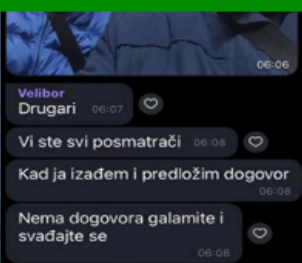 06:06
Velibor
Drugari 06:07
Vi ste svi posmatrači 06:08
Kad ja izađem i predložim dogovor
06:08
Nema dogovora galamite i
svađajte se
06:08